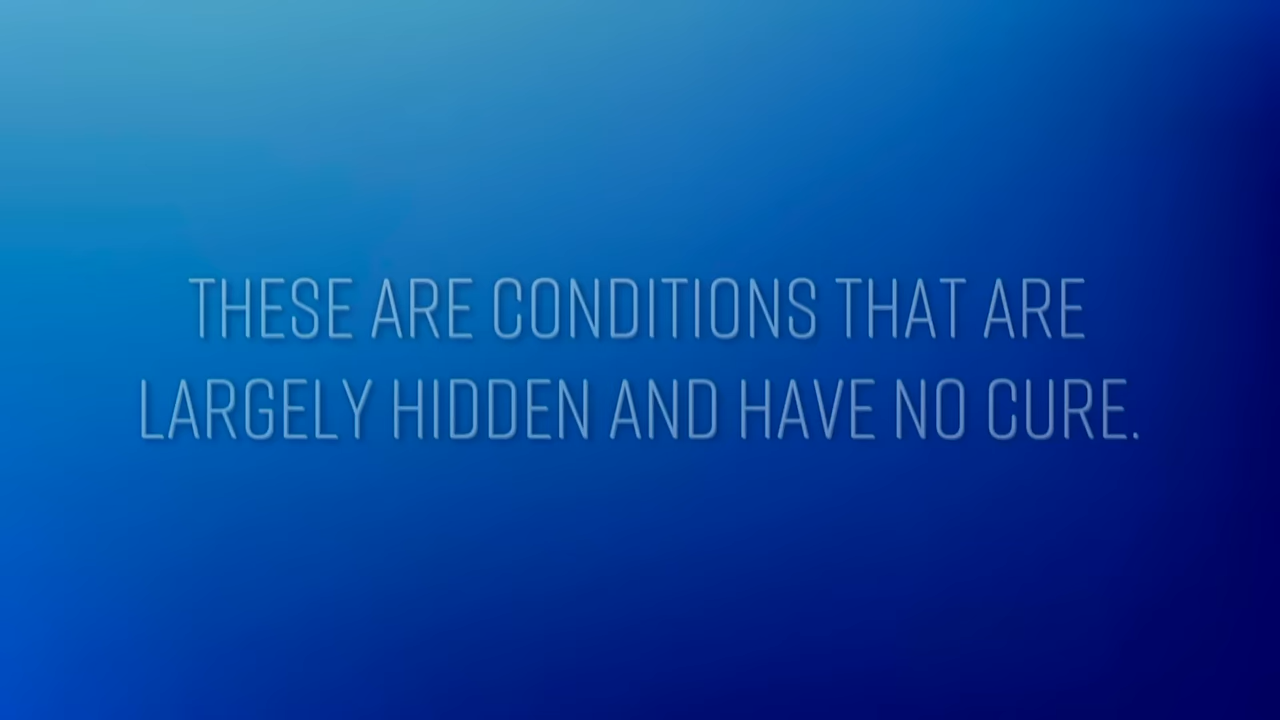 THESE ARE CONDITIONS THAT ARE
LARGELY HIDDEN AND HAVE NO CURE.